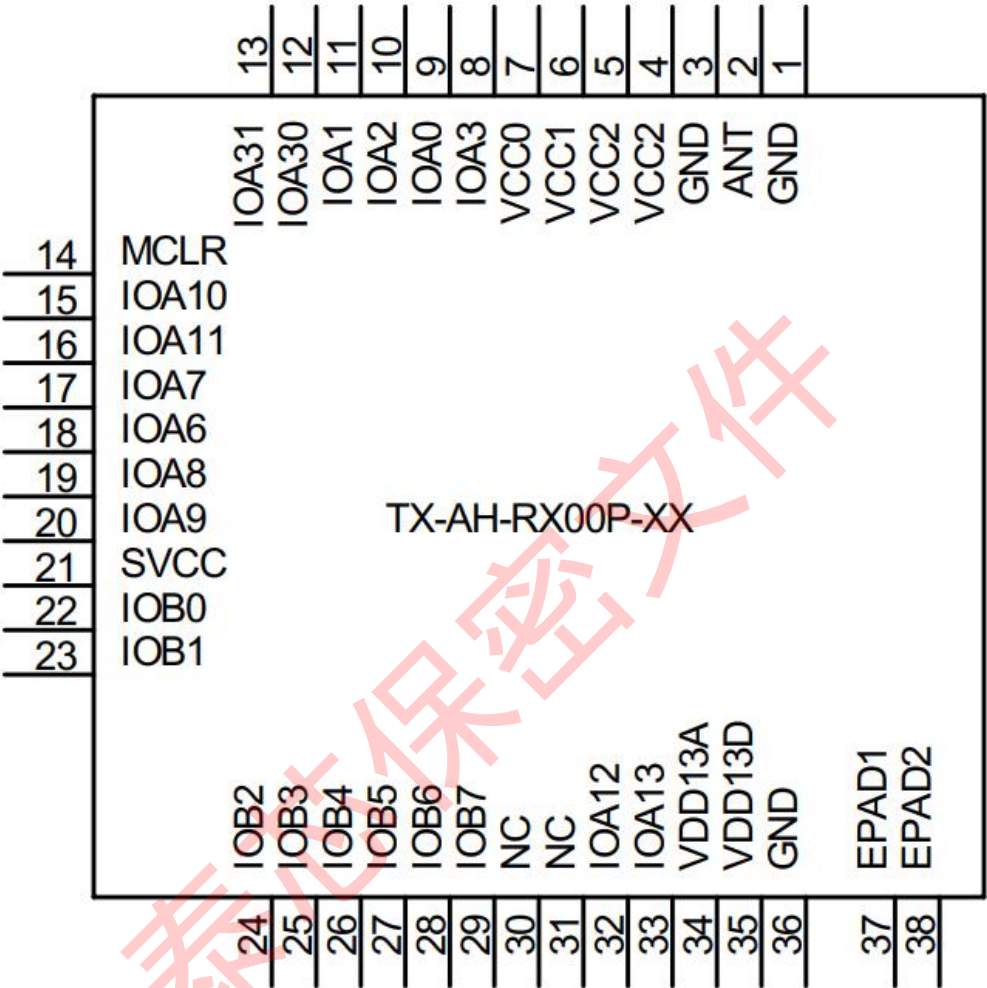 13 12 11 10 9 8 7 6 5 4 3 2 1
IOA31 IOA30 IOA1 IOA2 IOA0 IOA3 VCC0 VCC1 VCC2 VCC2 GND ANT GND
14 MCLR
15 IOA10
16 IOA11
17 IOA7
18 IOA6
19 IOA8
20 IOA9
21 SVCC
22 IOB0
23 IOB1
TX-AH-RX00P-XX
IOB2 IOB3 IOB4 IOB5 IOB6 IOB7 NC NC IOA12 IOA13 VDD13A VDD13D GND EPAD1 EPAD2
24 25 26 27 28 29 30 31 32 33 34 35 36 37 38
泰芯保密文件